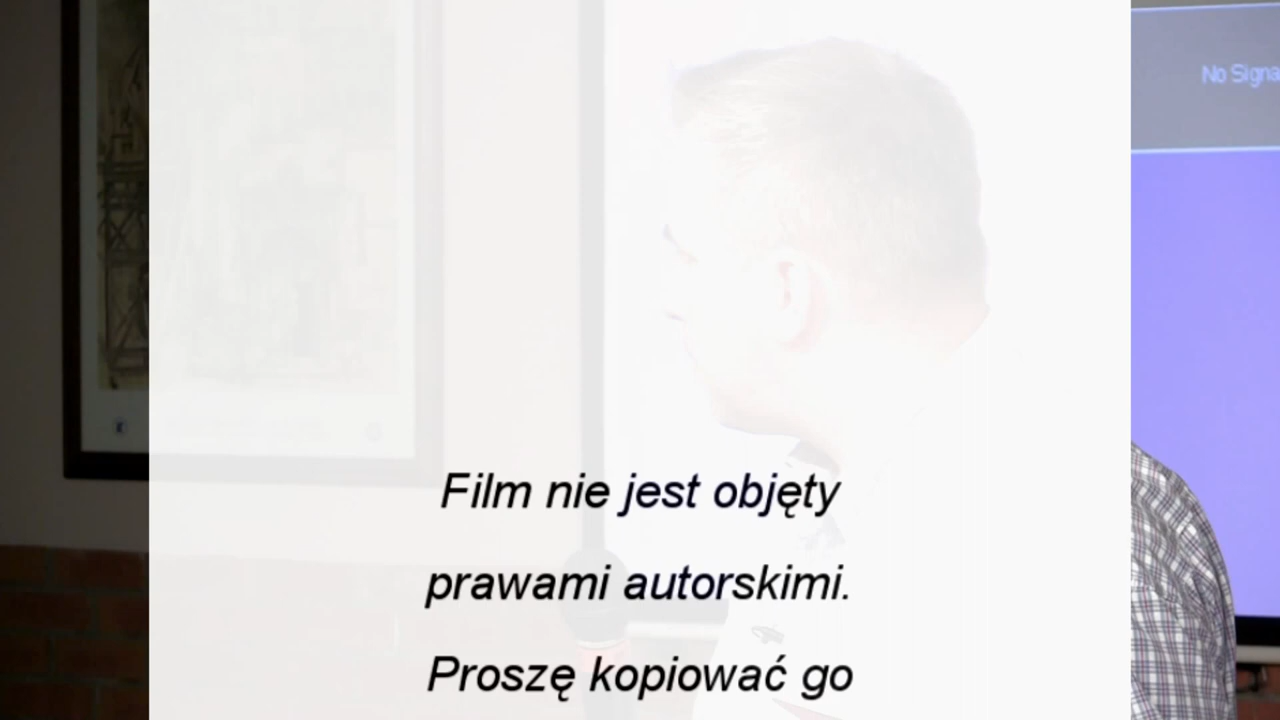 No Signa
Film nie jest objęty
prawami autorskimi.
Proszę kopiować go